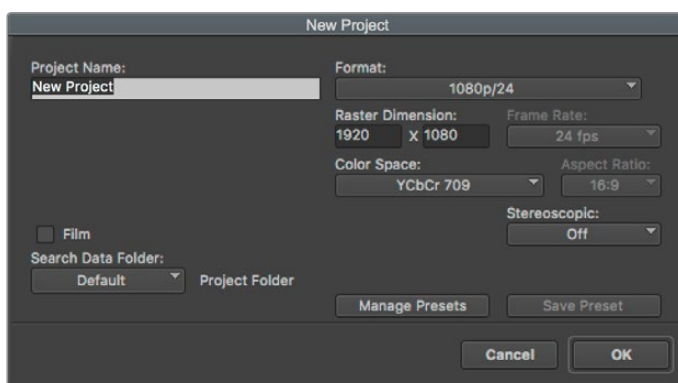 New Project
Project Name:
New Project
Format:
1080p/24
Raster Dimension:
Frame Rate:
1920 x 1080
24 fps
Color Space:
Aspect Ratio:
YCbCr 709
16:9
Stereoscopic:
Off
Film
Search Data Folder:
Default
Project Folder
Manage Presets
Save Preset
Cancel
OK